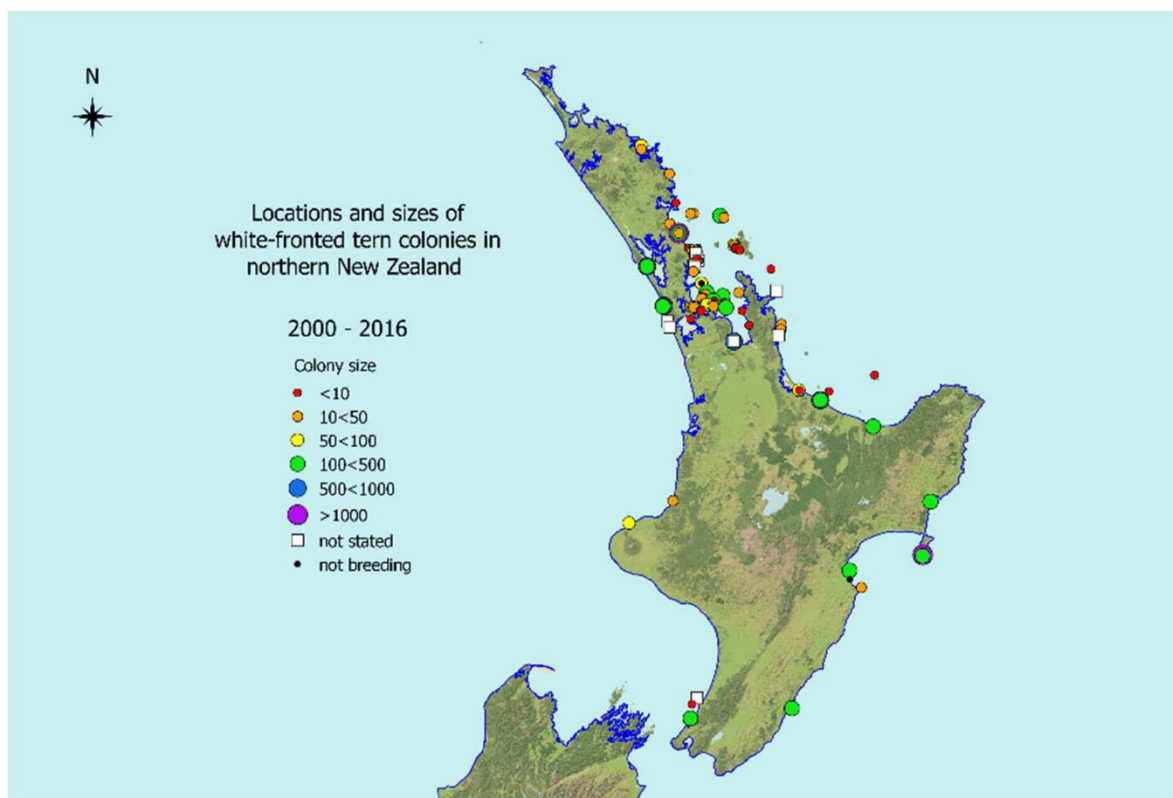 N
Locations and sizes of
white-fronted tern colonies in
northern New Zealand
2000 - 2016
Colony size
<10
10<50
50<100
100<500
500<1000
>1000
not stated
not breeding